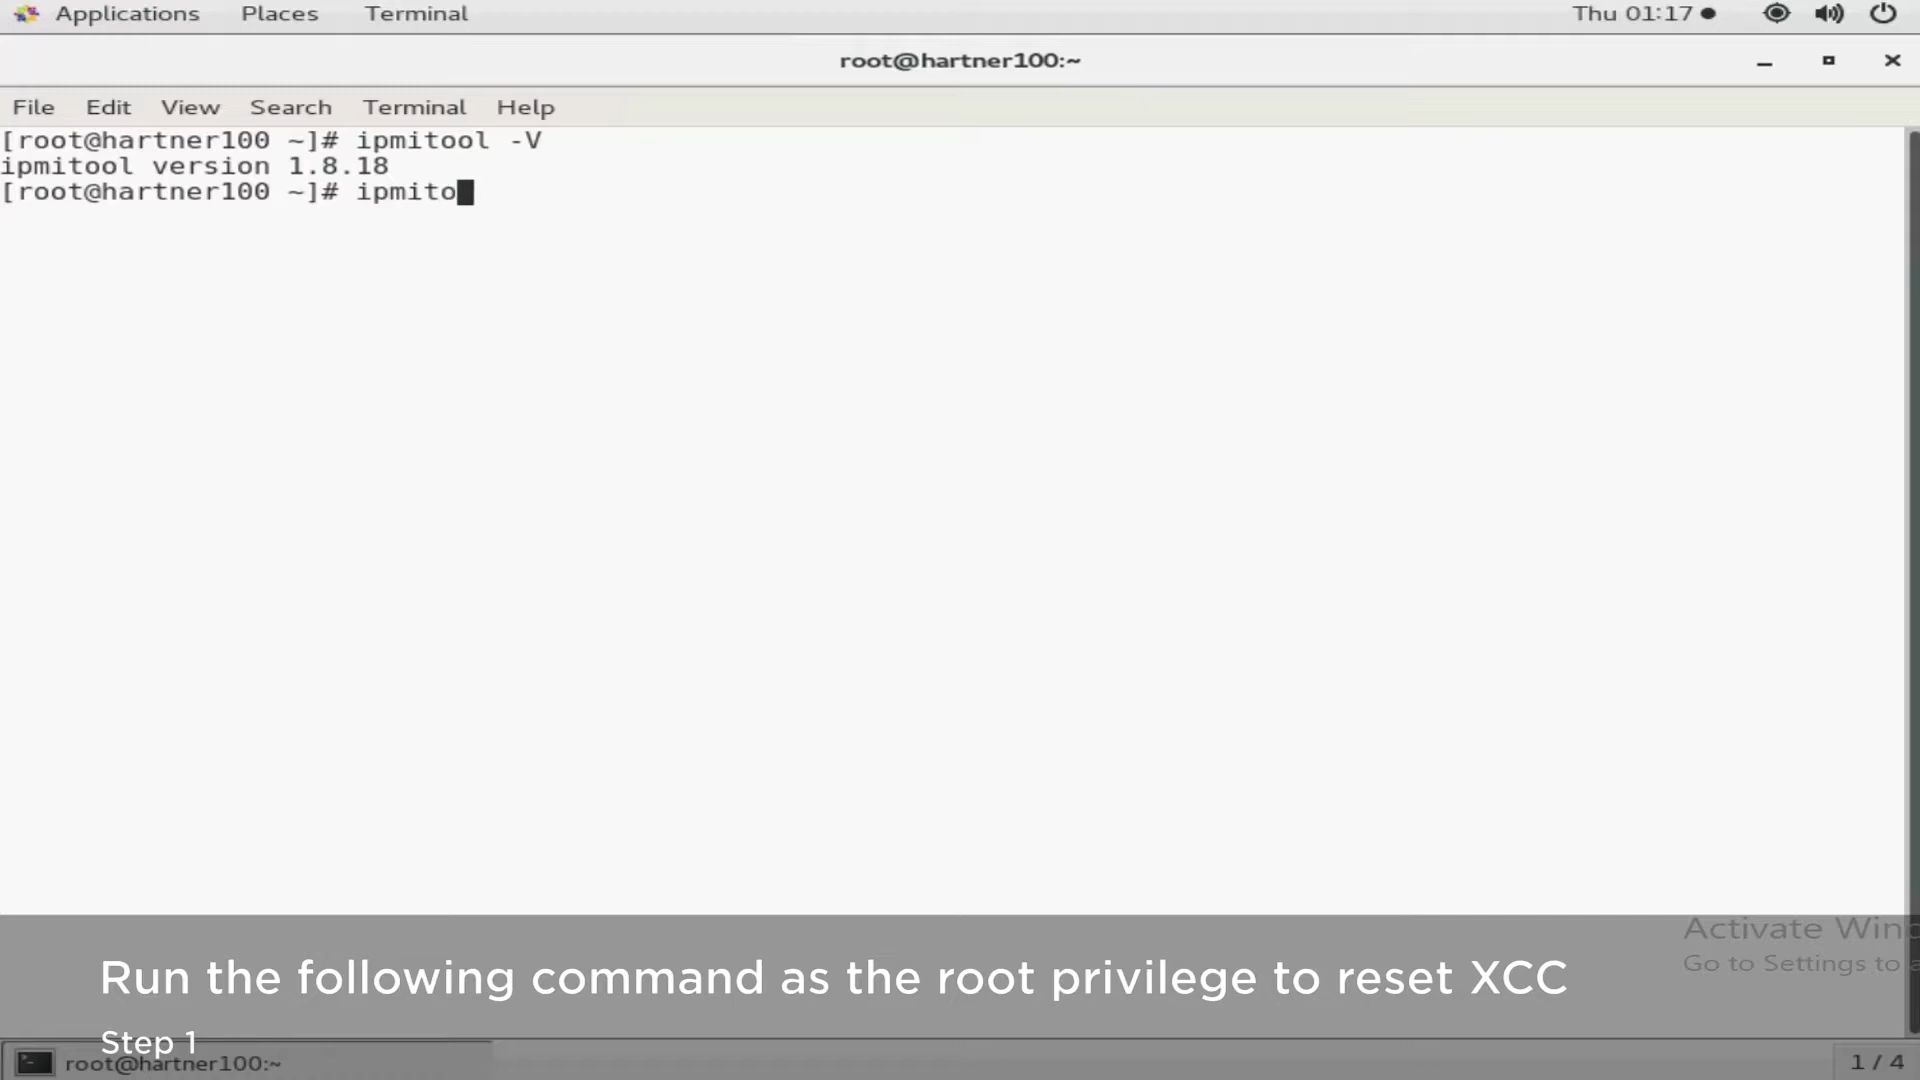 Applications Places Terminal Thu 01:17
root@hartner100:~
File Edit View Search Terminal Help
[root@hartner100 ~]# ipmitool -V
ipmitool version 1.8.18
[root@hartner100 ~]# ipmito
Activate Win
Go to Settings to a
Run the following command as the root privilege to reset XCC
Step 1
root@hartner100:~ 1 / 4